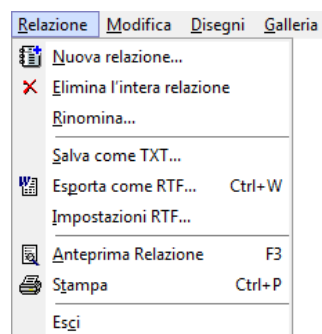 Relazione Modifica Disegni Galleria
Nuova relazione...
Elimina l'intera relazione
Rinomina...
Salva come TXT...
Esporta come RTF... Ctrl+W
Impostazioni RTF...
Anteprima Relazione F3
Stampa Ctrl+P
Esci